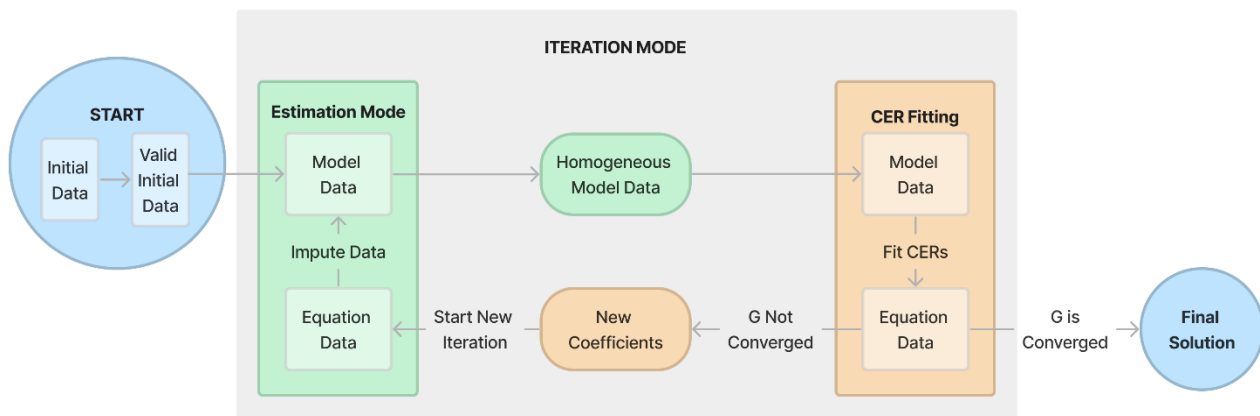 ITERATION MODE
START
Initial
Data
Valid
Initial
Data
Estimation Mode
Model
Data
Impute Data
Equation
Data
Homogeneous
Model Data
CER Fitting
Model
Data
Fit CERs
Equation
Data
G Not
Converged
New
Coefficients
Start New
Iteration
G is
Converged
Final
Solution